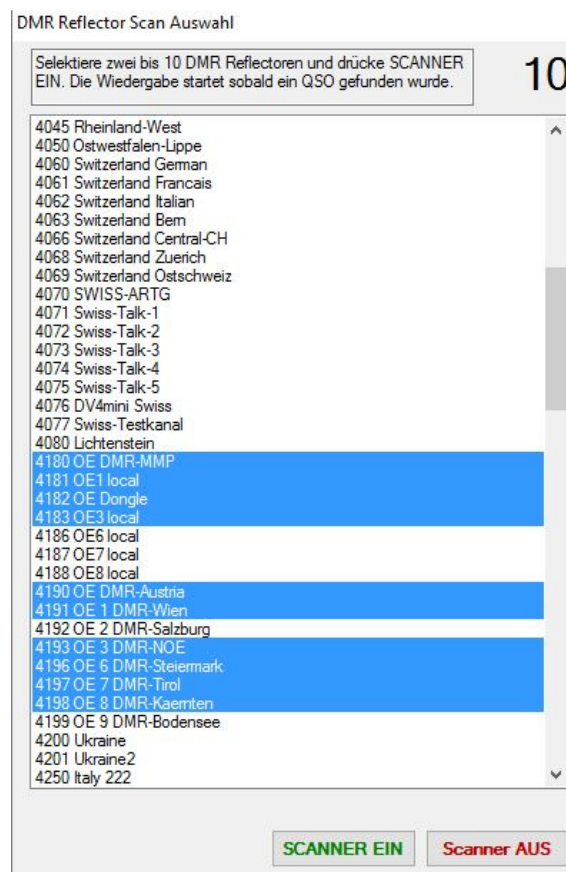 DMR Reflector Scan Auswahl
Selektiere zwei bis 10 DMR Reflectoren und drücke SCANNER
EIN. Die Wiedergabe startet sobald ein QSO gefunden wurde.
10
4045 Rheinland-West
4050 Ostwestfalen-Lippe
4060 Switzerland German
4061 Switzerland Francais
4062 Switzerland Italian
4063 Switzerland Bern
4066 Switzerland Central-CH
4068 Switzerland Zuerich
4069 Switzerland Ostschweiz
4070 SWISS-ARTG
4071 Swiss-Talk-1
4072 Swiss-Talk-2
4073 Swiss-Talk-3
4074 Swiss-Talk-4
4075 Swiss-Talk-5
4076 DV4mini Swiss
4077 Swiss-Testkanal
4080 Lichtenstein
4180 OE DMR-MMP
4181 OE1 local
4182 OE Dongle
4183 OE3 local
4186 OE6 local
4187 OE7 local
4188 OE8 local
4190 OE DMR-Austria
4191 OE 1 DMR-Wien
4192 OE 2 DMR-Salzburg
4193 OE 3 DMR-NOE
4196 OE 6 DMR-Steiermark
4197 OE 7 DMR-Tirol
4198 OE 8 DMR-Kaernten
4199 OE 9 DMR-Bodensee
4200 Ukraine
4201 Ukraine2
4250 Italy 222
SCANNER EIN
Scanner AUS